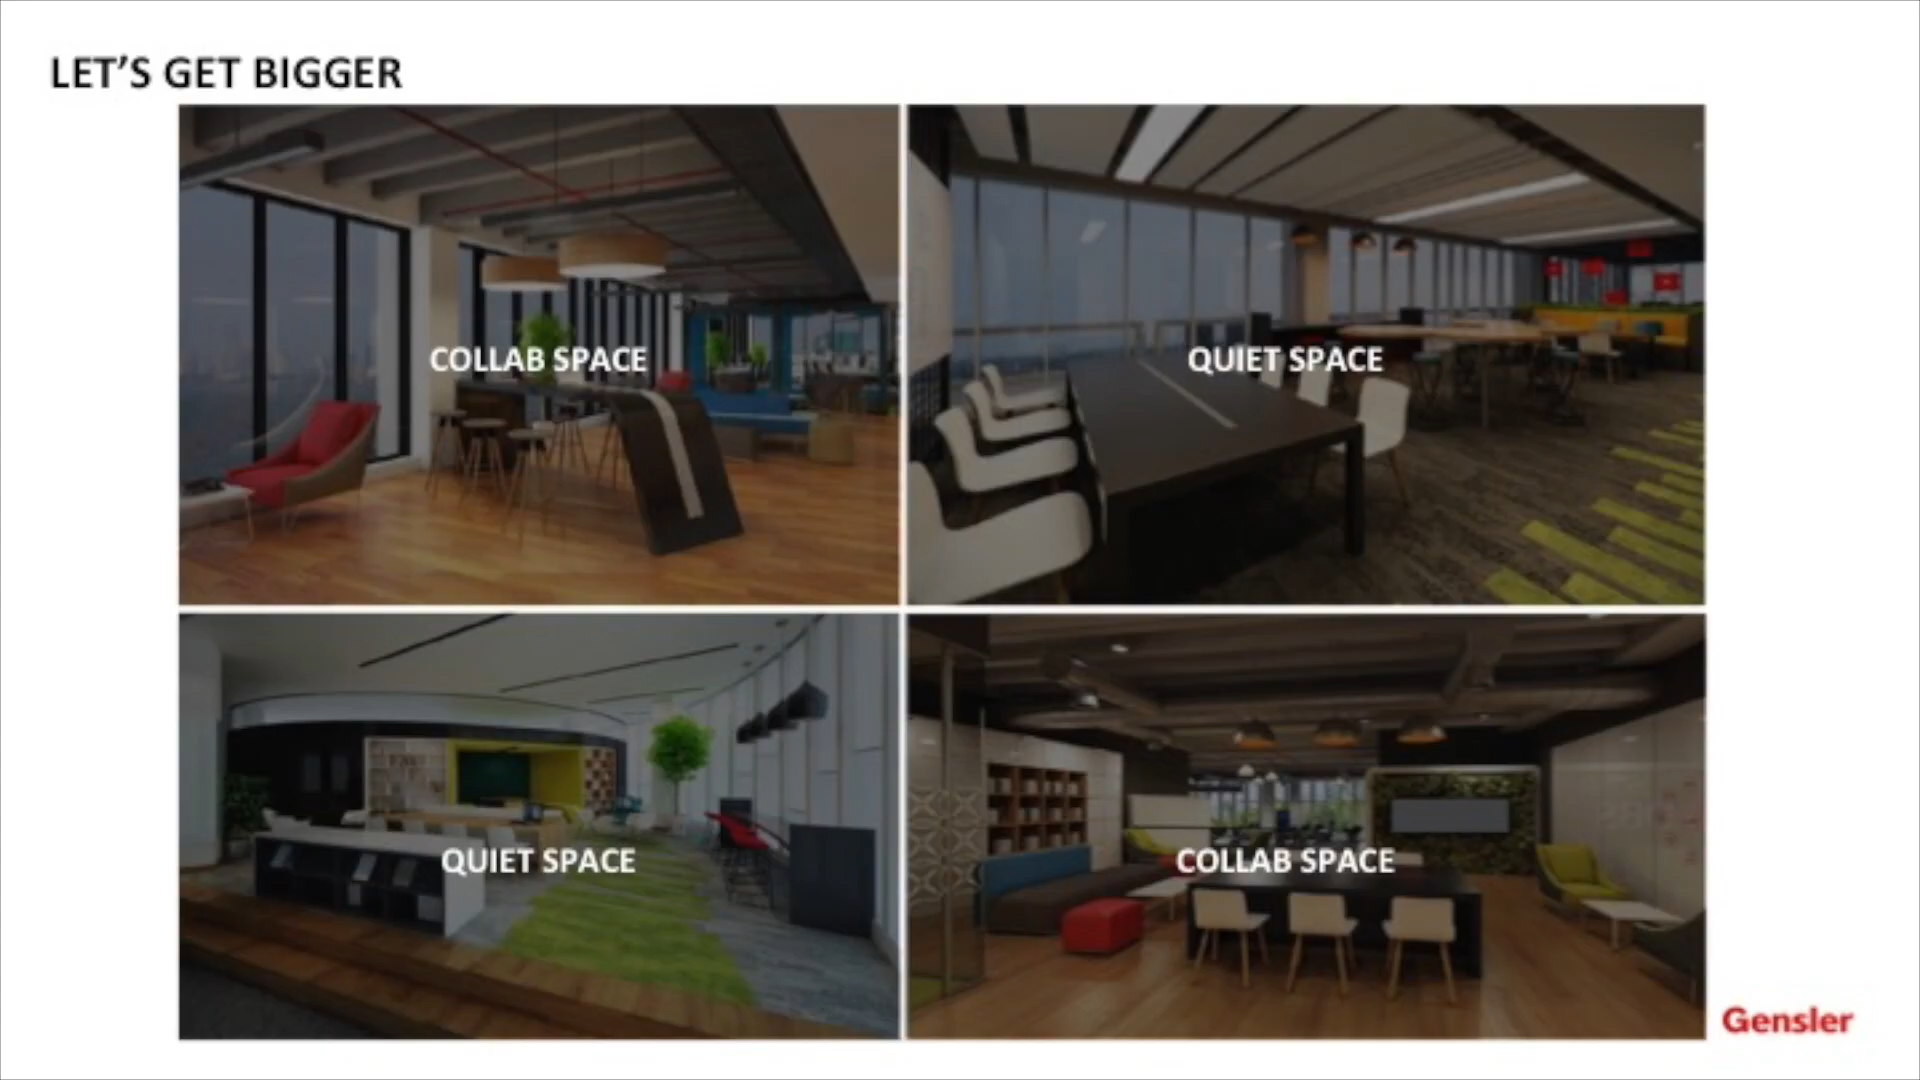 LET’S GET BIGGER
COLLAB SPACE
QUIET SPACE
QUIET SPACE
COLLAB SPACE
Gensler